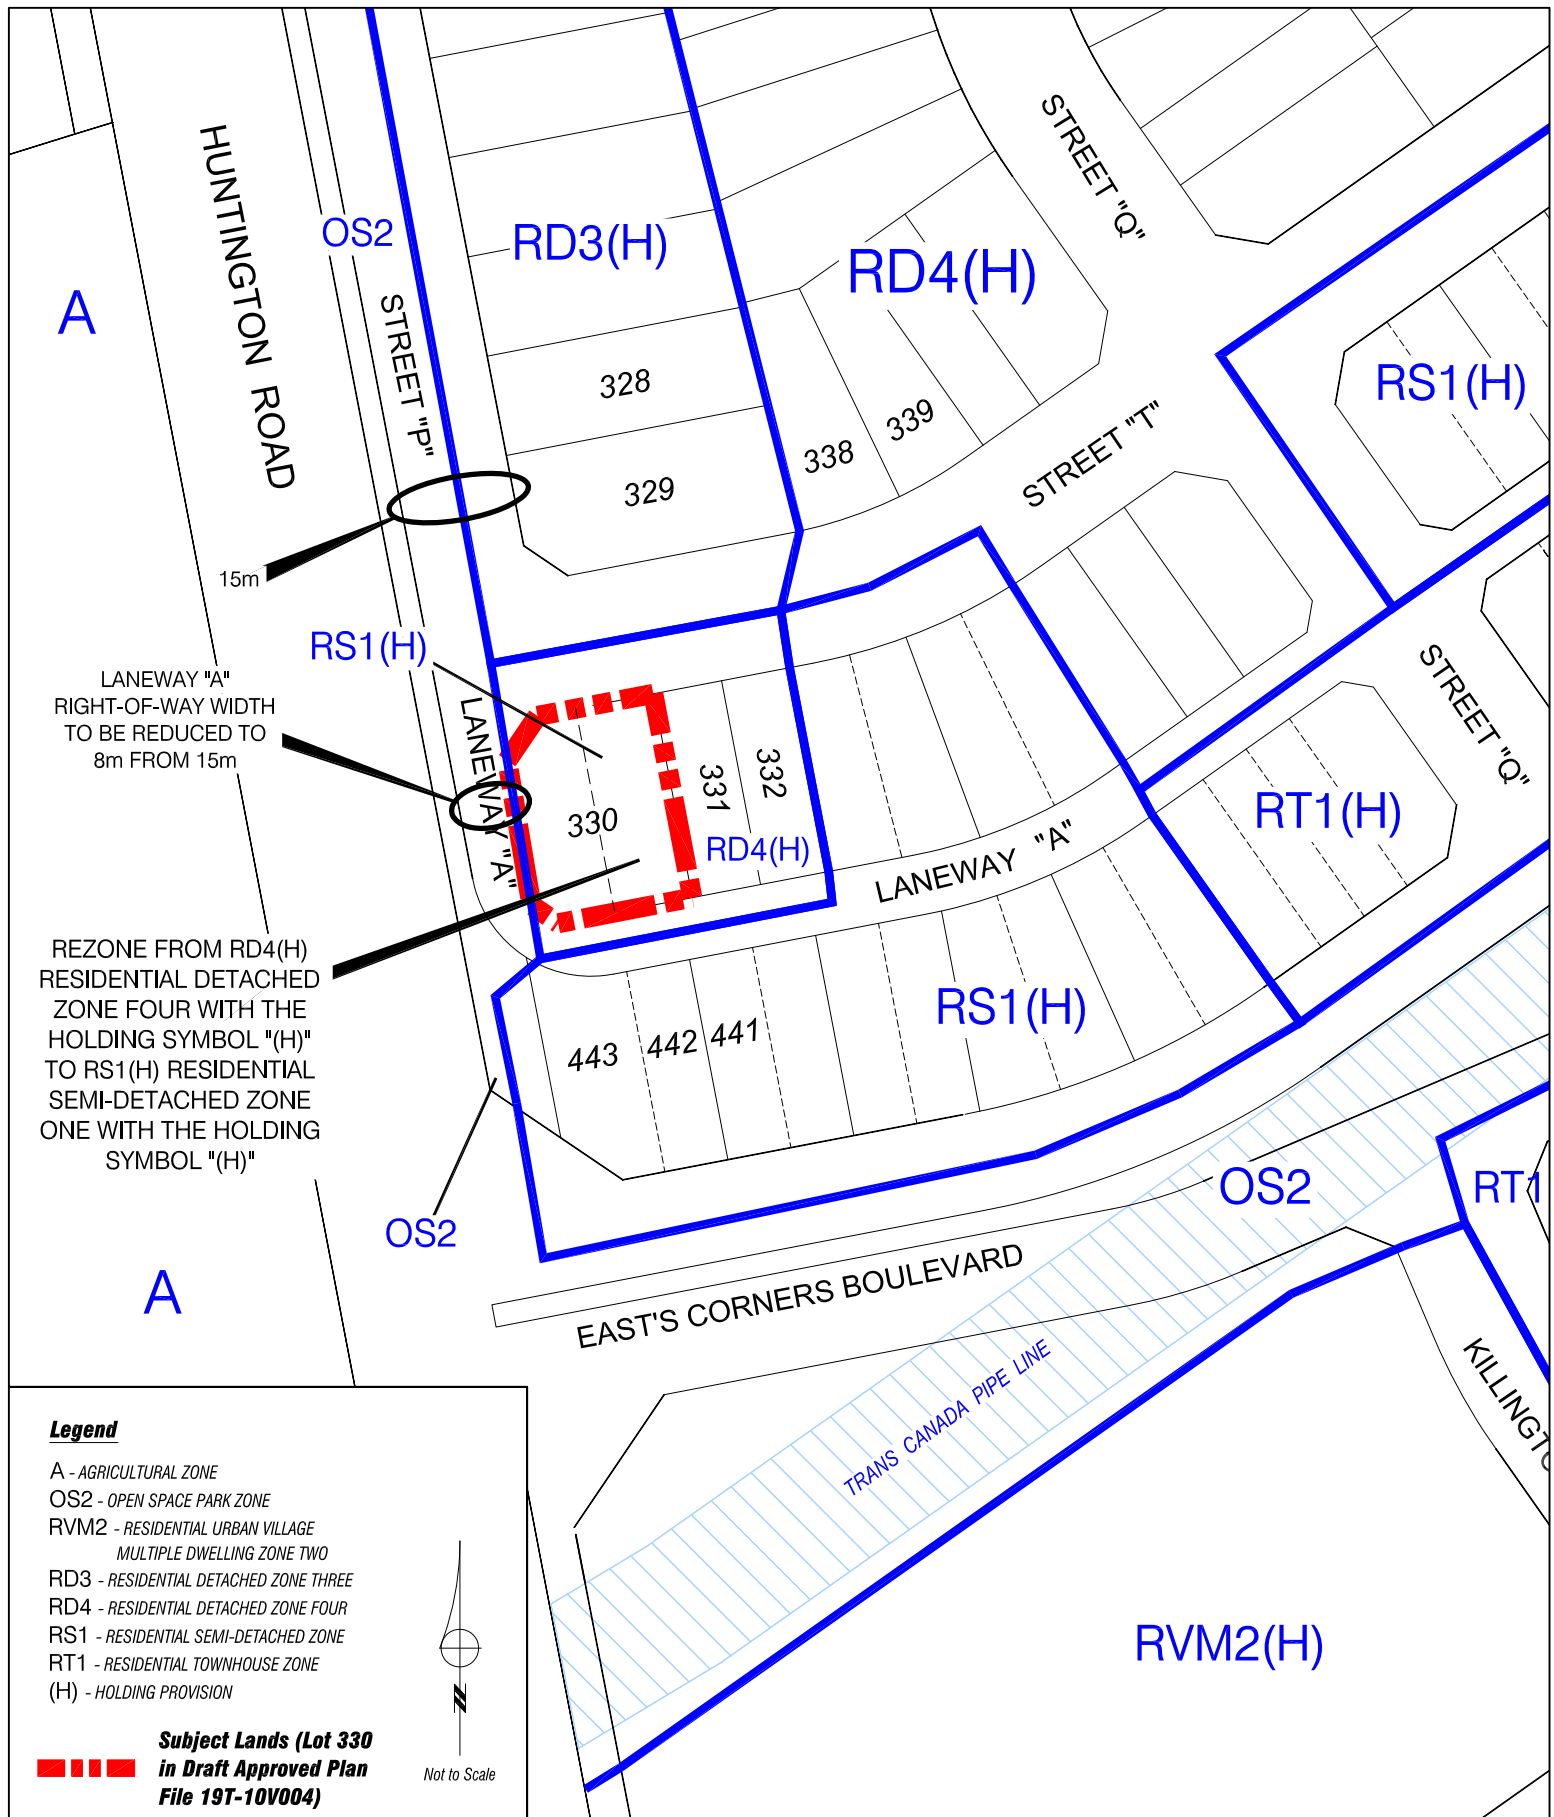 HUNTINGTON ROAD
OS2
STREET "P"
RD3(H)
STREET "Q"
RD4(H)
A
RS1(H)
328
329
338
339
STREET "T"
15m
RS1(H)
LANEWAY "A"
RIGHT-OF-WAY WIDTH
TO BE REDUCED TO
8m FROM 15m
LANEWAY "A"
330
331
332
RD4(H)
LANEWAY "A"
STREET "Q"
RT1(H)
REZONE FROM RD4(H)
RESIDENTIAL DETACHED
ZONE FOUR WITH THE
HOLDING SYMBOL "(H)"
TO RS1(H) RESIDENTIAL
SEMI-DETACHED ZONE
ONE WITH THE HOLDING
SYMBOL "(H)"
443
442
441
RS1(H)
OS2
OS2
RT1
A
EAST'S CORNERS BOULEVARD
TRANS CANADA PIPE LINE
RVM2(H)
Legend
A - AGRICULTURAL ZONE
OS2 - OPEN SPACE PARK ZONE
RVM2 - RESIDENTIAL URBAN VILLAGE
MULTIPLE DWELLING ZONE TWO
RD3 - RESIDENTIAL DETACHED ZONE THREE
RD4 - RESIDENTIAL DETACHED ZONE FOUR
RS1 - RESIDENTIAL SEMI-DETACHED ZONE
RT1 - RESIDENTIAL TOWNHOUSE ZONE
(H) - HOLDING PROVISION
Subject Lands (Lot 330
in Draft Approved Plan
File 19T-10V004)
Not to Scale